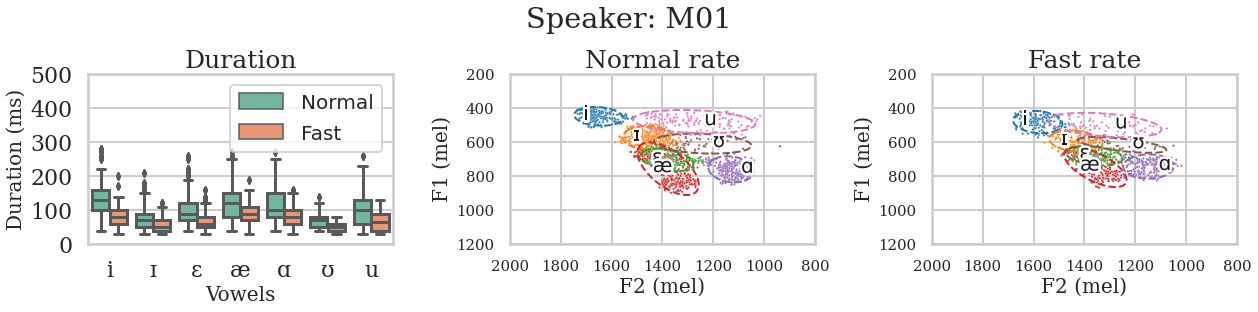 Speaker: M01
Duration
Duration (ms)
500
400
300
200
100
0
Normal
Fast
i ɪ ɛ æ ɑ ʊ u
Vowels
Normal rate
F1 (mel)
200
400
600
800
1000
1200
i
u
ɪ
ʊ
ɛ
æ
ɑ
2000 1800 1600 1400 1200 1000 800
F2 (mel)
Fast rate
F1 (mel)
200
400
600
800
1000
1200
i
u
ɪ
ʊ
ɛ
æ
ɑ
2000 1800 1600 1400 1200 1000 800
F2 (mel)